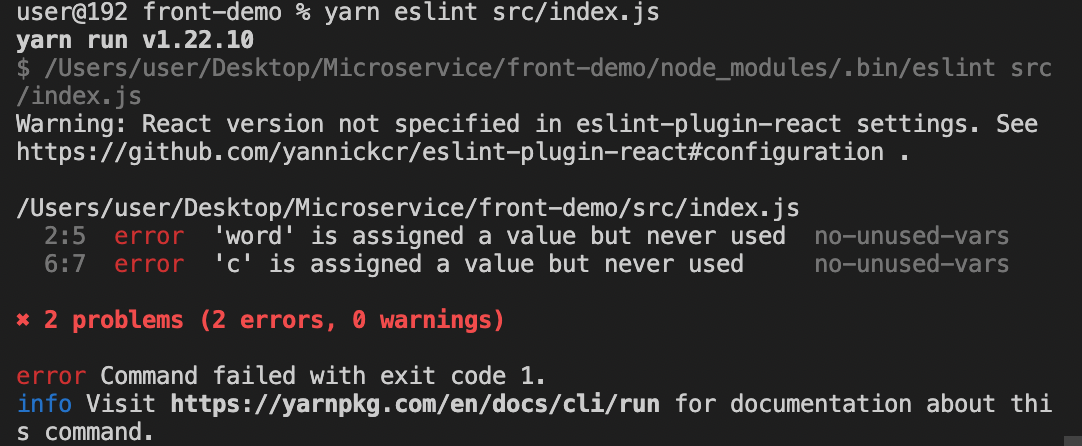 user@192 front-demo % yarn eslint src/index.js
yarn run v1.22.10
$ /Users/user/Desktop/Microservice/front-demo/node_modules/.bin/eslint src
/index.js
Warning: React version not specified in eslint-plugin-react settings. See
https://github.com/yannickcr/eslint-plugin-react#configuration .
/Users/user/Desktop/Microservice/front-demo/src/index.js
2:5 error 'word' is assigned a value but never used no-unused-vars
6:7 error 'c' is assigned a value but never used no-unused-vars
✖ 2 problems (2 errors, 0 warnings)
error Command failed with exit code 1.
info Visit https://yarnpkg.com/en/docs/cli/run for documentation about thi
s command.